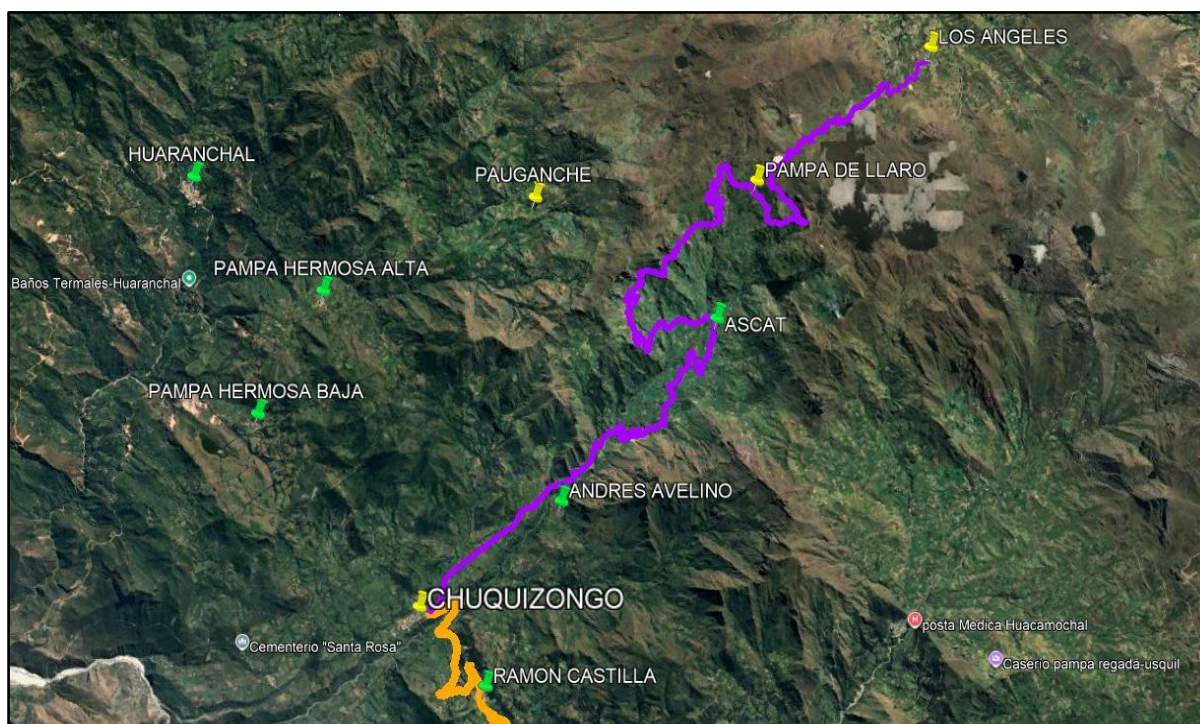 LOS ANGELES
HUARANCHAL
PAUGANCHE
PAMPA DE LLARO
PAMPA HERMOSA ALTA
Baños Termales-Huaranchal
ASCAT
PAMPA HERMOSA BAJA
ANDRES AVELINO
CHUQUIZONGO
posta Medica Huacamochal
Cementerio "Santa Rosa"
Caserio pampa regada-usquil
RAMON CASTILLA